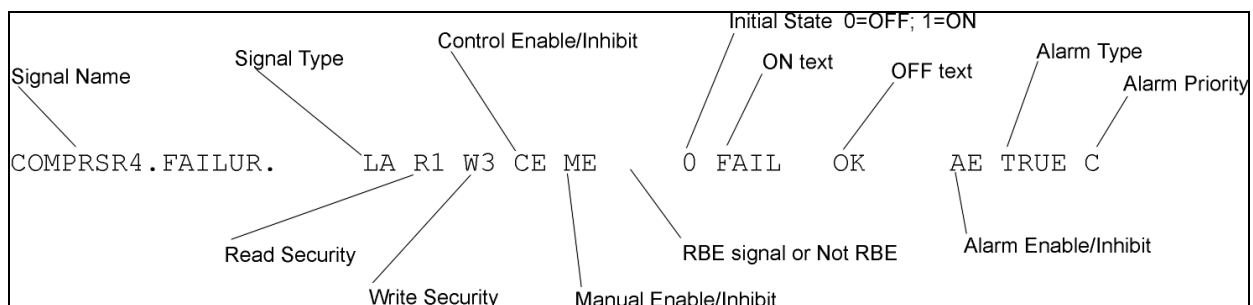 Initial State 0=OFF; 1=ON
Control Enable/Inhibit
Signal Type
ON text
OFF text
Alarm Type
Signal Name
Alarm Priority
COMPRSR4.FAILUR. LA R1 W3 CE ME 0 FAIL OK AE TRUE C
Read Security
RBE signal or Not RBE
Alarm Enable/Inhibit
Write Security
Manual Enable/Inhibit